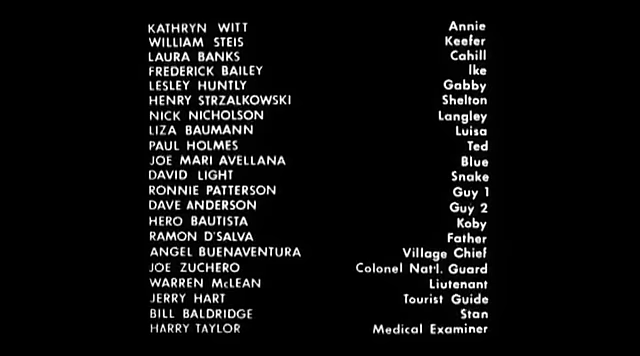 KATHRYN WITT Annie
WILLIAM STEIS Keefer
LAURA BANKS Cahill
FREDERICK BAILEY Ike
LESLEY HUNTLY Gabby
HENRY STRZALKOWSKI Shelton
NICK NICHOLSON Langley
LIZA BAUMANN Luisa
PAUL HOLMES Ted
JOE MARI AVELLANA Blue
DAVID LIGHT Snake
RONNIE PATTERSON Guy 1
DAVE ANDERSON Guy 2
HERO BAUTISTA Koby
RAMON D'SALVA Father
ANGEL BUENAVENTURA Village Chief
JOE ZUCHERO Colonel Nat'l. Guard
WARREN McLEAN Liutenant
JERRY HART Tourist Guide
BILL BALDRIDGE Stan
HARRY TAYLOR Medical Examiner